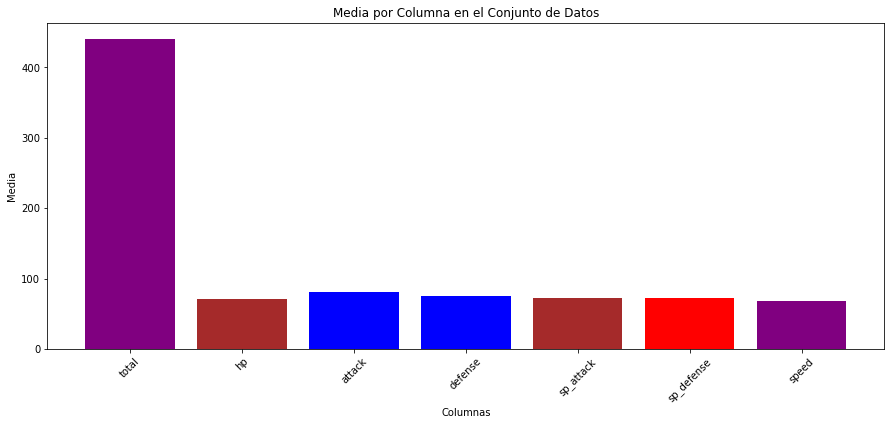 Media por Columna en el Conjunto de Datos
Media
400
300
200
100
0
total
hp
attack
defense
sp_attack
sp_defense
speed
Columnas